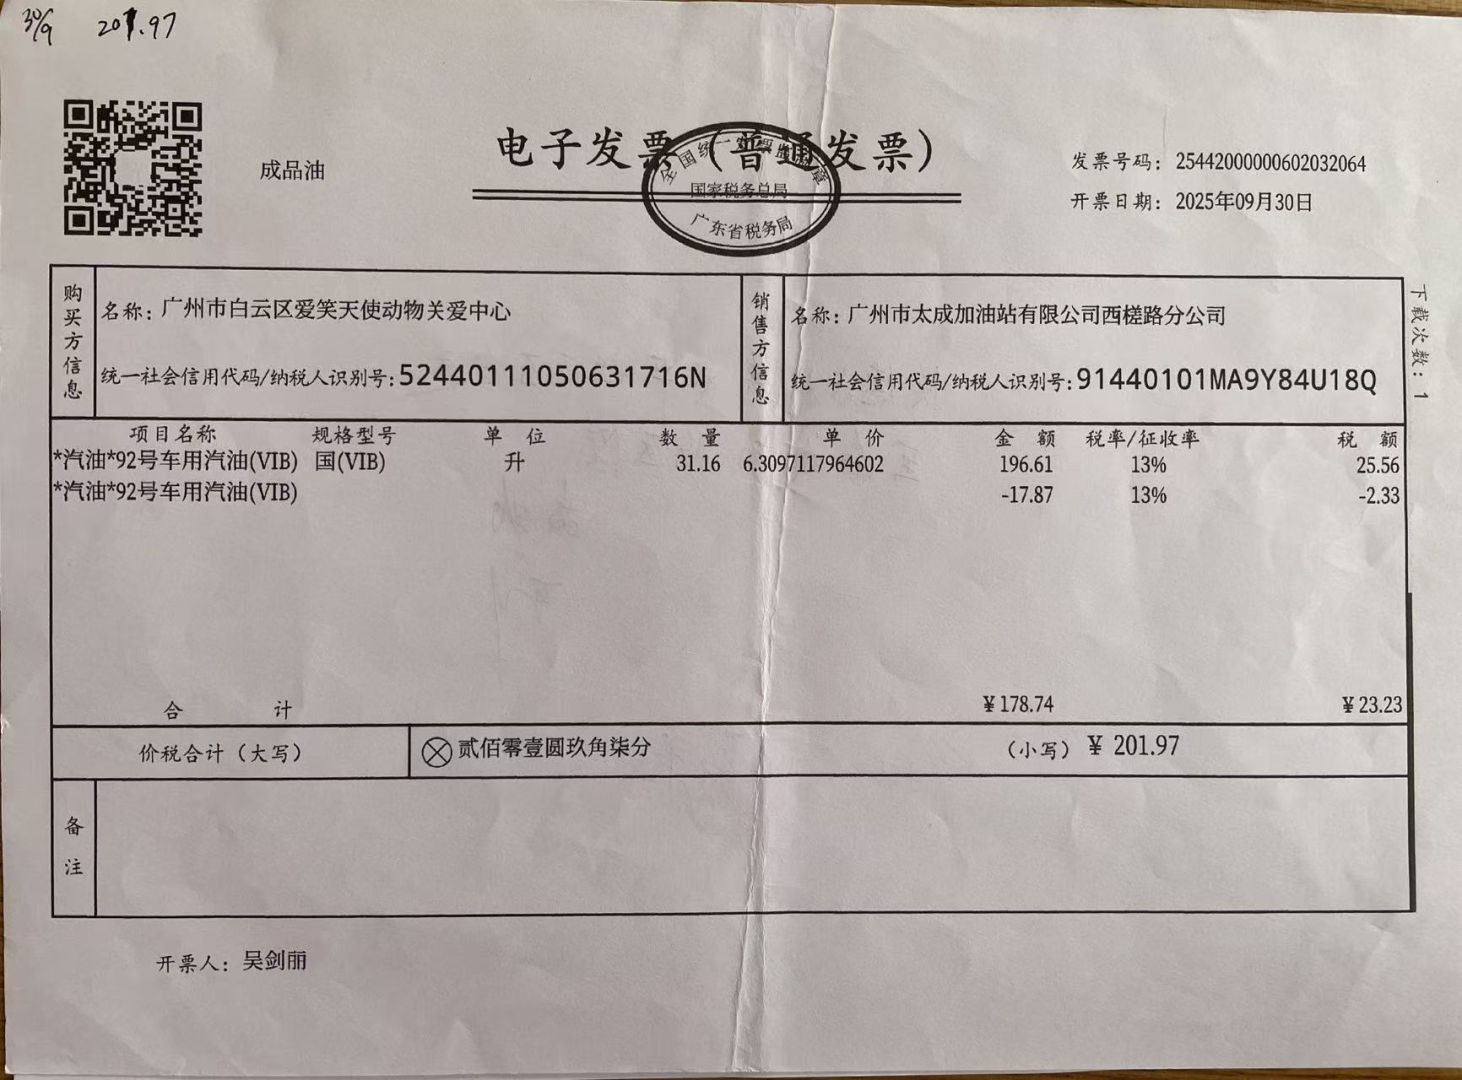 30/9 201.97
成品油
电子发票（普通发票）
全国统一发票监制章
国家税务总局
广东省税务局
发票号码：25442000000602032064
开票日期：2025年09月30日
下载次数：1
购买方信息
名称：广州市白云区爱笑天使动物关爱中心
统一社会信用代码/纳税人识别号：52440111050631716N
销售方信息
名称：广州市太成加油站有限公司西槎路分公司
统一社会信用代码/纳税人识别号：91440101MA9Y84U18Q
项目名称 规格型号 单位 数量 单价 金额 税率/征收率 税额
*汽油*92号车用汽油(VIB) 国(VIB) 升 31.16 6.3097117964602 196.61 13% 25.56
*汽油*92号车用汽油(VIB) -17.87 13% -2.33
合计 ¥178.74 ¥23.23
价税合计（大写） ⊗贰佰零壹圆玖角柒分 （小写）¥ 201.97
备注
开票人：吴剑丽